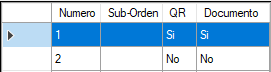 Numero Sub-Orden QR Documento
1 Si Si
2 No No